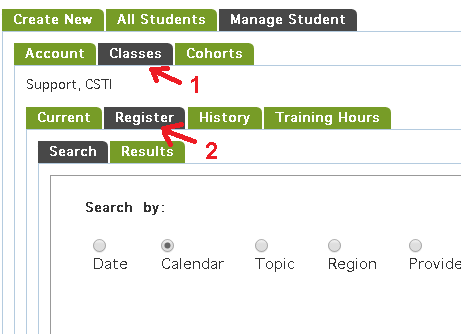 Create New All Students Manage Student
Account Classes Cohorts
1
Support, CSTI
Current Register History Training Hours
2
Search Results
Search by:
Date Calendar Topic Region Provide